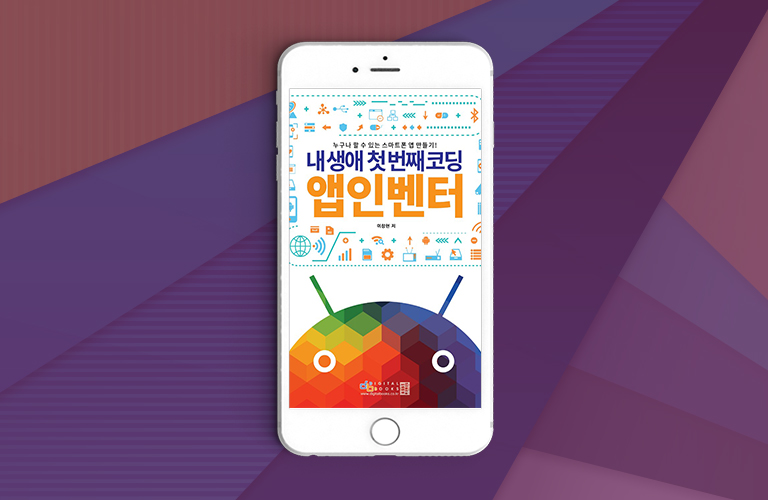 누구나 할 수 있는 스마트폰 앱 만들기!
내 생애 첫 번째 코딩
앱인벤터
이창현 저
DIGITAL
BOOKS
www.digitalbooks.co.kr